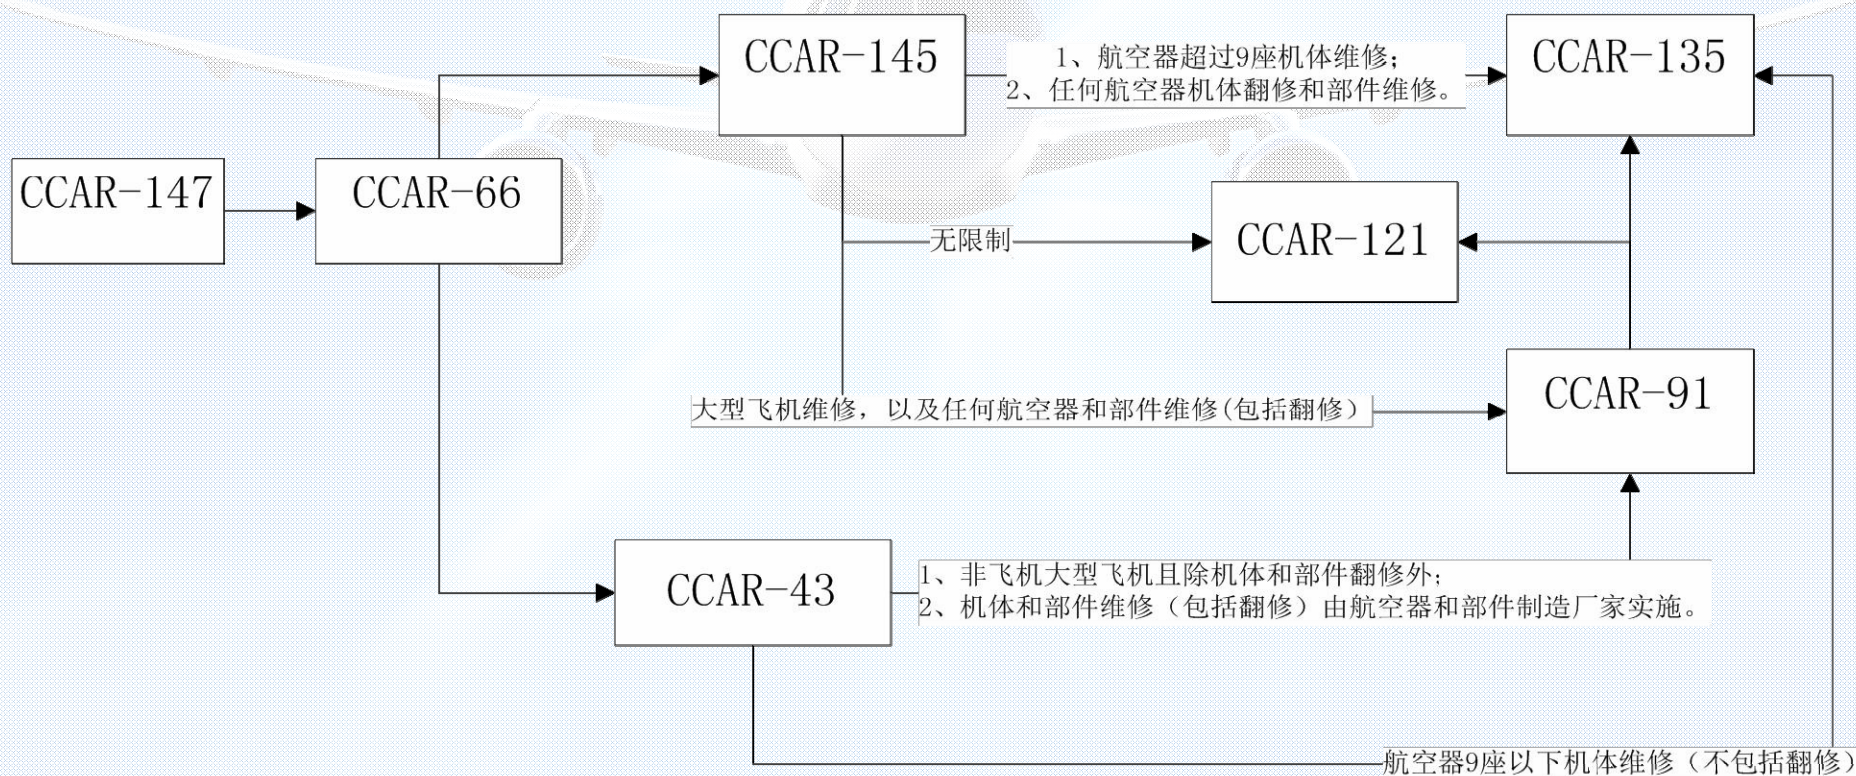 CCAR-145
1、航空器超过9座机体维修；
2、任何航空器机体翻修和部件维修。
CCAR-135
CCAR-147
CCAR-66
无限制
CCAR-121
大型飞机维修，以及任何航空器和部件维修(包括翻修）
CCAR-91
CCAR-43
1、非飞机大型飞机且除机体和部件翻修外；
2、机体和部件维修（包括翻修）由航空器和部件制造厂家实施。
航空器9座以下机体维修（不包括翻修）